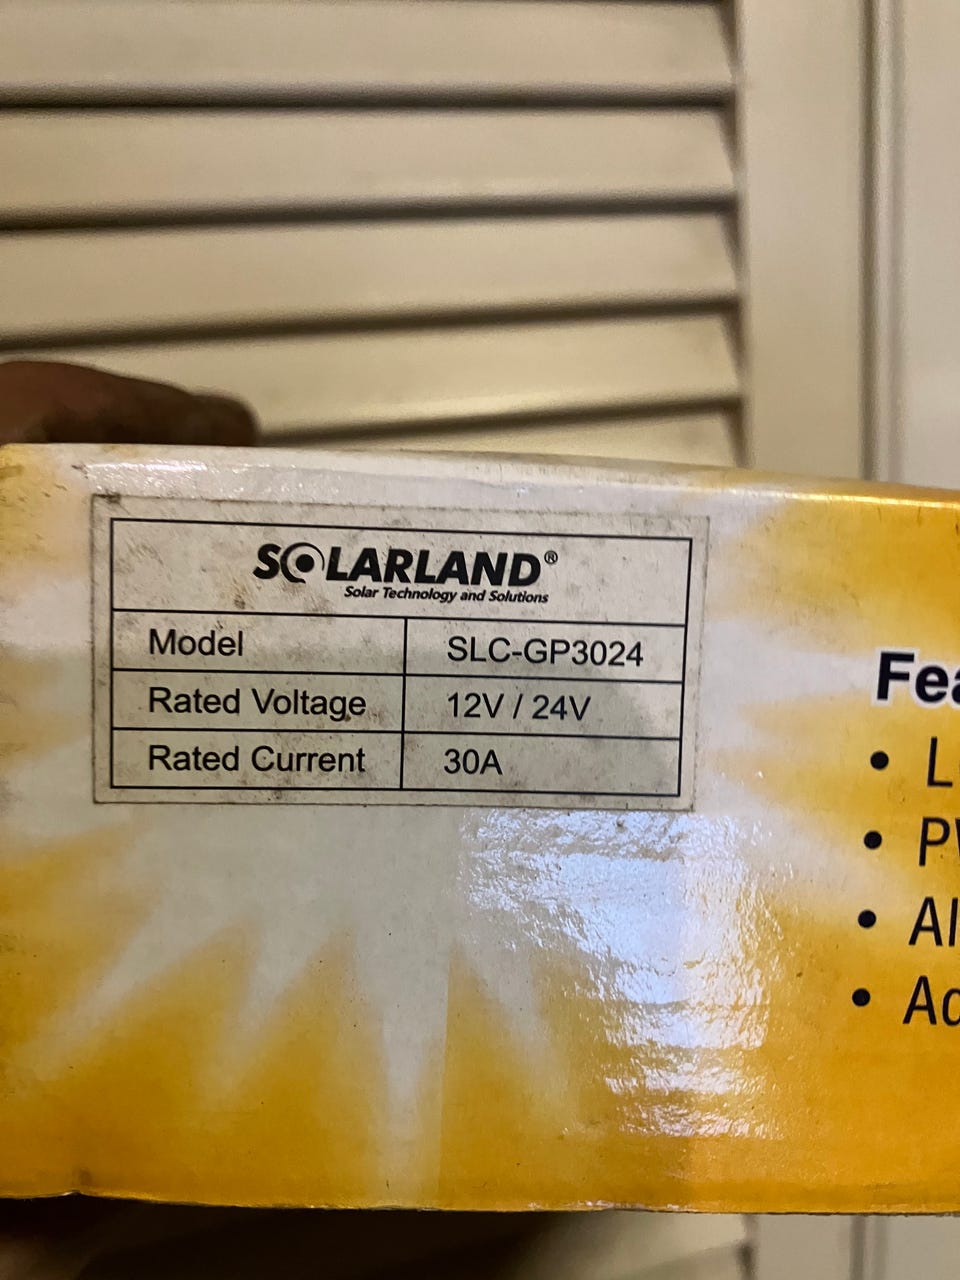 SOLARLAND®
Solar Technology and Solutions
Model SLC-GP3024
Rated Voltage 12V / 24V
Rated Current 30A